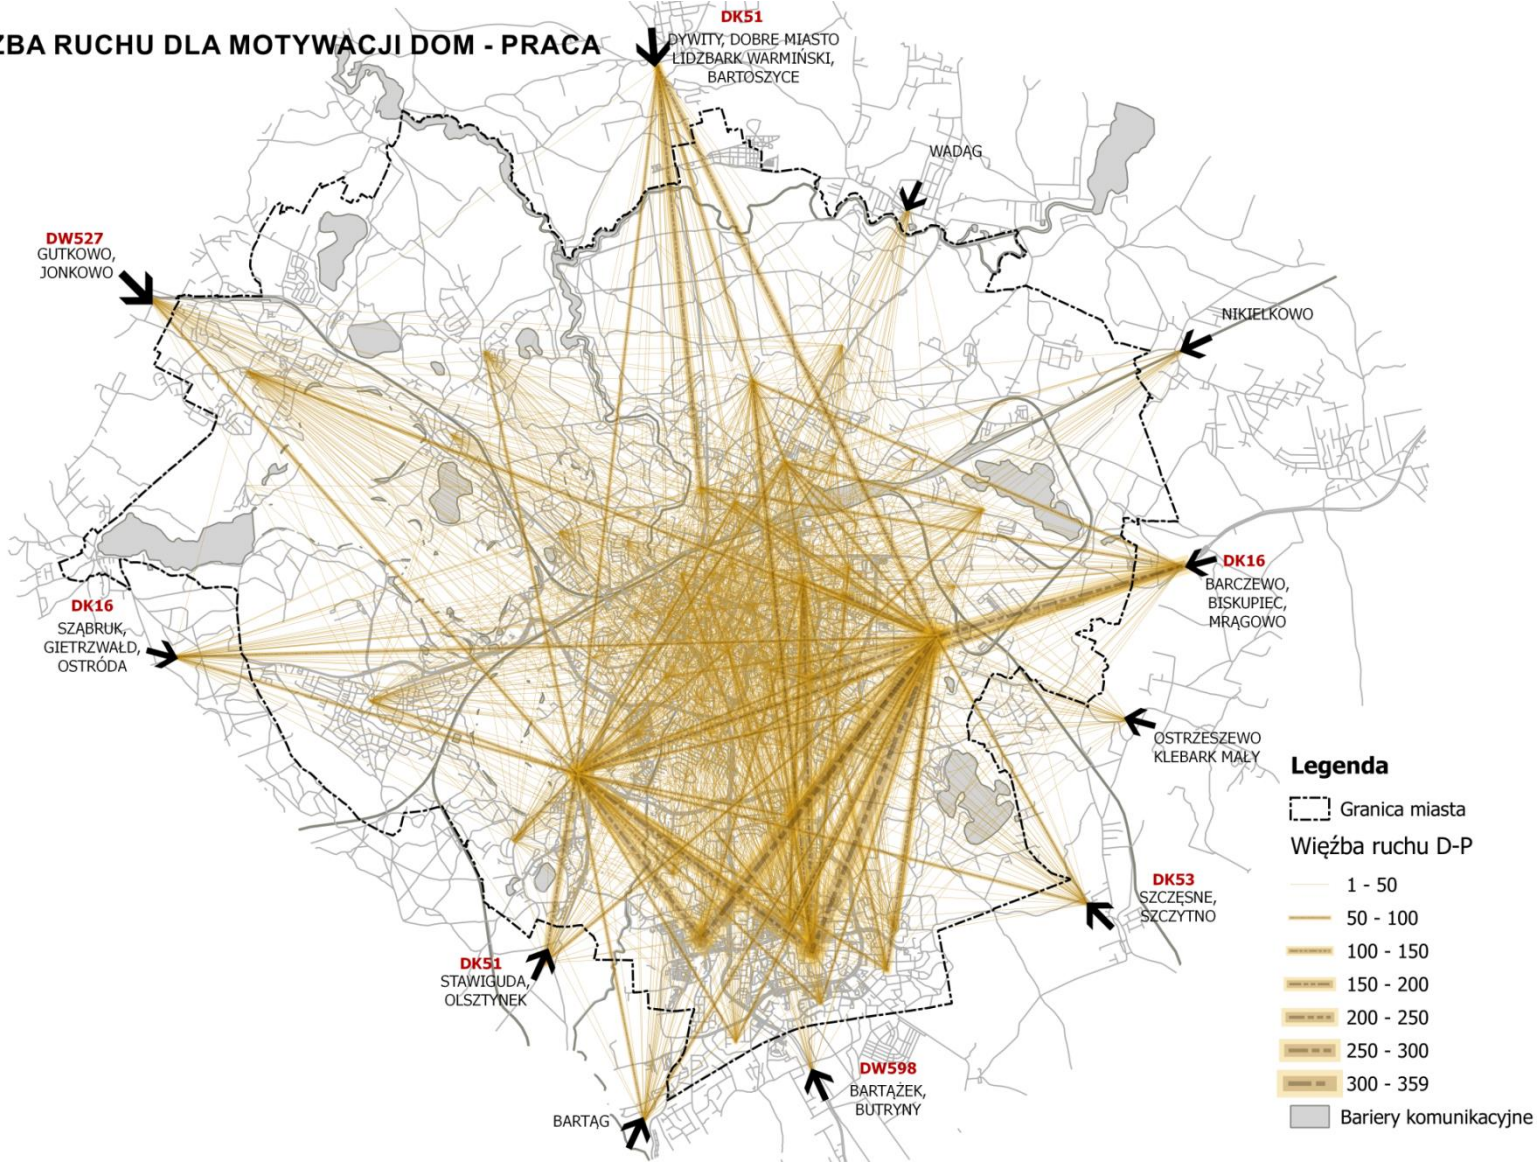 ŹBA RUCHU DLA MOTYWACJI DOM - PRACA
DK51
DYWITY, DOBRE MIASTO
LIDZBARK WARMIŃSKI,
BARTOSZYCE
WADĄG
DW527
GUTKOWO,
JONKOWO
NIKIELKOWO
DK16
BARCZEWO,
BISKUPIEC,
MRĄGOWO
DK16
SZĄBRUK,
GIETRZWAŁD,
OSTRÓDA
OSTRZESZEWO
KLEBARK MAŁY
DK53
SZCZĘSNE,
SZCZYTNO
DK51
STAWIGUDA,
OLSZTYNEK
DW598
BARTĄŻEK,
BUTRYNY
BARTĄG
Legenda
Granica miasta
Więźba ruchu D-P
1 - 50
50 - 100
100 - 150
150 - 200
200 - 250
250 - 300
300 - 359
Bariery komunikacyjne